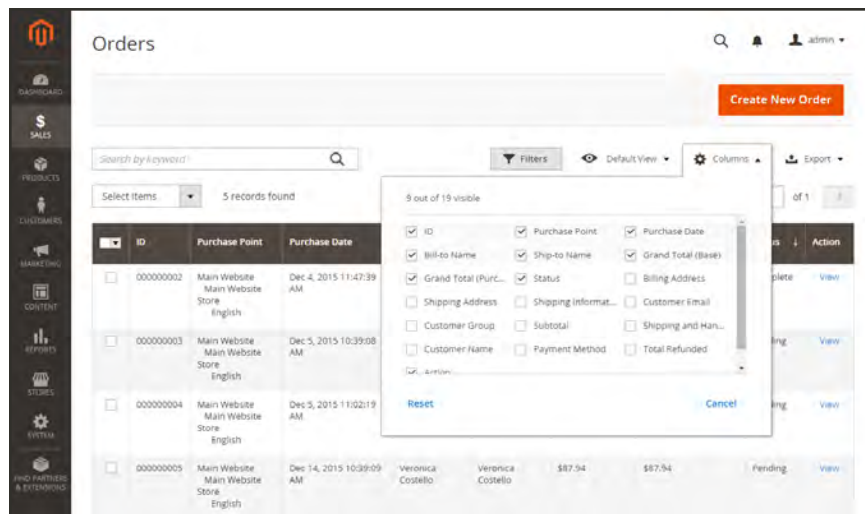 Orders
admin
DASHBOARD
Create New Order
SALES
Search by keyword
Filters
Default View
Columns
Export
PRODUCTS
Select Items
5 records found
9 out of 19 visible
of 1
CUSTOMERS
ID
Purchase Point
Purchase Date
ID
Purchase Point
Purchase Date
us
Action
Bill-to Name
Ship-to Name
Grand Total (Base)
MARKETING
000000002
Main Website
Main Website
Store
English
Dec 4, 2015 11:47:39
AM
Grand Total (Purc...
Status
Billing Address
plete
View
CONTENT
Shipping Address
Shipping Informat...
Customer Email
Customer Group
Subtotal
Shipping and Han...
REPORTS
000000003
Main Website
Main Website
Store
English
Dec 5, 2015 10:39:08
AM
Customer Name
Payment Method
Total Refunded
ing
View
Action
STORES
Reset
Cancel
000000004
Main Website
Main Website
Store
English
Dec 5, 2015 11:02:19
AM
ing
View
SYSTEM
FIND PARTNERS
& EXTENSIONS
000000005
Main Website
Main Website
Store
English
Dec 14, 2015 10:39:09
AM
Veronica
Costello
Veronica
Costello
$87.94
$87.94
Pending
View